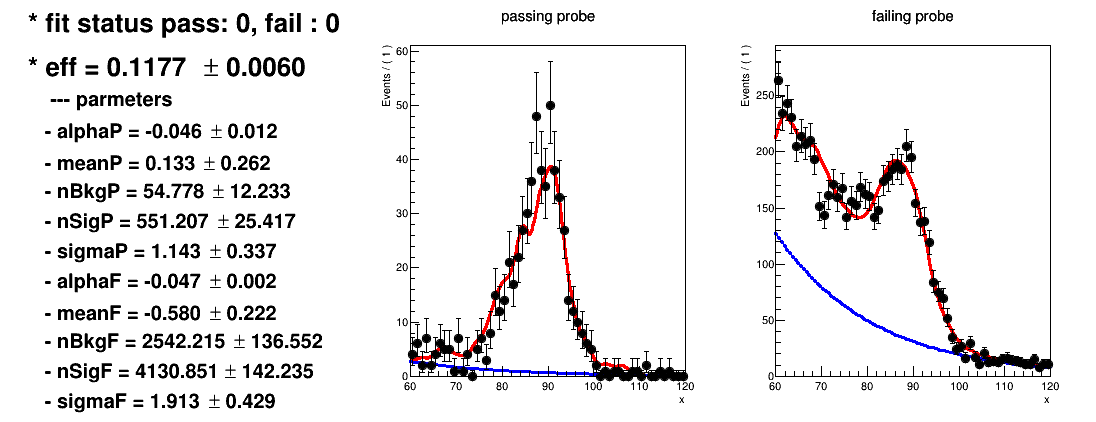 * fit status pass: 0, fail : 0
* eff = 0.1177 ± 0.0060
--- parmeters
- alphaP = -0.046 ± 0.012
- meanP = 0.133 ± 0.262
- nBkgP = 54.778 ± 12.233
- nSigP = 551.207 ± 25.417
- sigmaP = 1.143 ± 0.337
- alphaF = -0.047 ± 0.002
- meanF = -0.580 ± 0.222
- nBkgF = 2542.215 ± 136.552
- nSigF = 4130.851 ± 142.235
- sigmaF = 1.913 ± 0.429
passing probe
Events / ( 1 )
60
50
40
30
20
10
0
60 70 80 90 100 110 120
x
failing probe
Events / ( 1 )
250
200
150
100
50
0
60 70 80 90 100 110 120
x